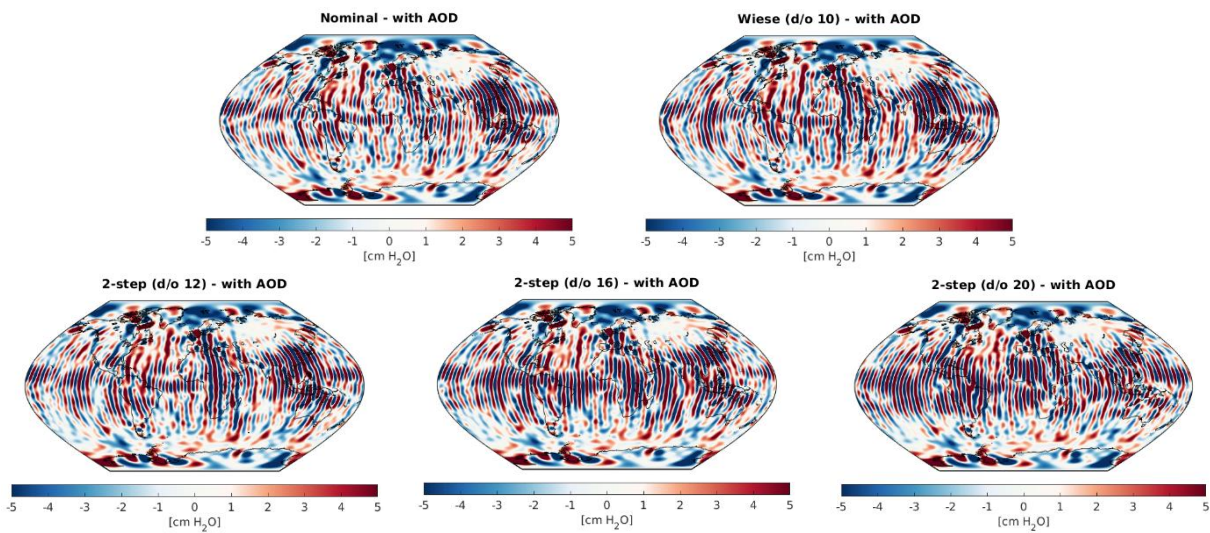 Nominal - with AOD
Wiese (d/o 10) - with AOD
-5 -4 -3 -2 -1 0 1 2 3 4 5
[cm H₂O]
-5 -4 -3 -2 -1 0 1 2 3 4 5
[cm H₂O]
2-step (d/o 12) - with AOD
2-step (d/o 16) - with AOD
2-step (d/o 20) - with AOD
-5 -4 -3 -2 -1 0 1 2 3 4 5
[cm H₂O]
-5 -4 -3 -2 -1 0 1 2 3 4 5
[cm H₂O]
-5 -4 -3 -2 -1 0 1 2 3 4 5
[cm H₂O]